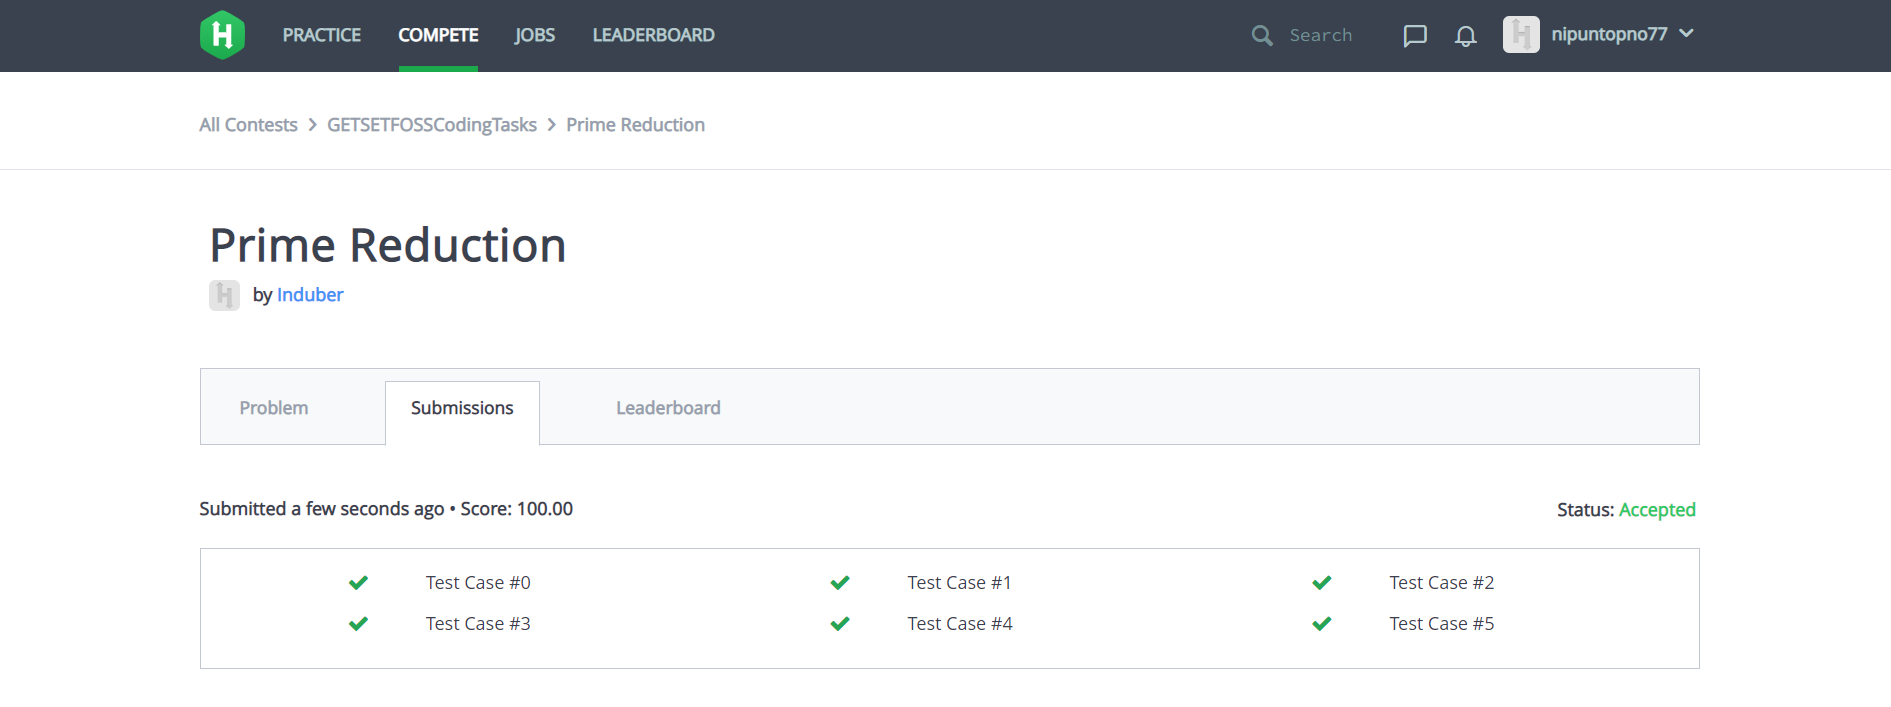 H PRACTICE COMPETE JOBS LEADERBOARD Search nipuntopno77
All Contests > GETSETFOSSCodingTasks > Prime Reduction
Prime Reduction
by Induber
Problem Submissions Leaderboard
Submitted a few seconds ago • Score: 100.00 Status: Accepted
Test Case #0 Test Case #1 Test Case #2
Test Case #3 Test Case #4 Test Case #5